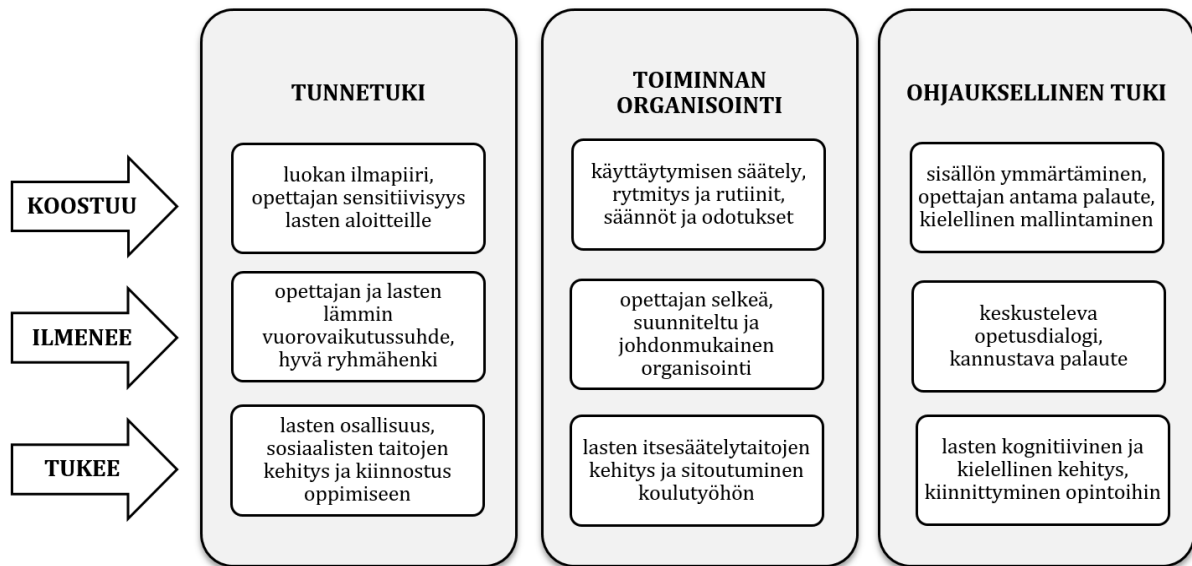 TUNNETUKI
TOIMINNAN
ORGANISOINTI
OHJAUKSELLINEN TUKI
KOOSTUU
luokan ilmapiiri,
opettajan sensitiivisyys
lasten aloitteille
käyttäytymisen säätely,
rytmitys ja rutiinit,
säännöt ja odotukset
sisällön ymmärtäminen,
opettajan antama palaute,
kielellinen mallintaminen
ILMENEE
opettajan ja lasten
lämmin
vuorovaikutussuhde,
hyvä ryhmähenki
opettajan selkeä,
suunniteltu ja
johdonmukainen
organisointi
keskusteleva
opetusdialogi,
kannustava palaute
TUKEE
lasten osallisuus,
sosiaalisten taitojen
kehitys ja kiinnostus
oppimiseen
lasten itsesäätelytaitojen
kehitys ja sitoutuminen
koulutyöhön
lasten kognitiivinen ja
kielellinen kehitys,
kiinnittyminen opintoihin